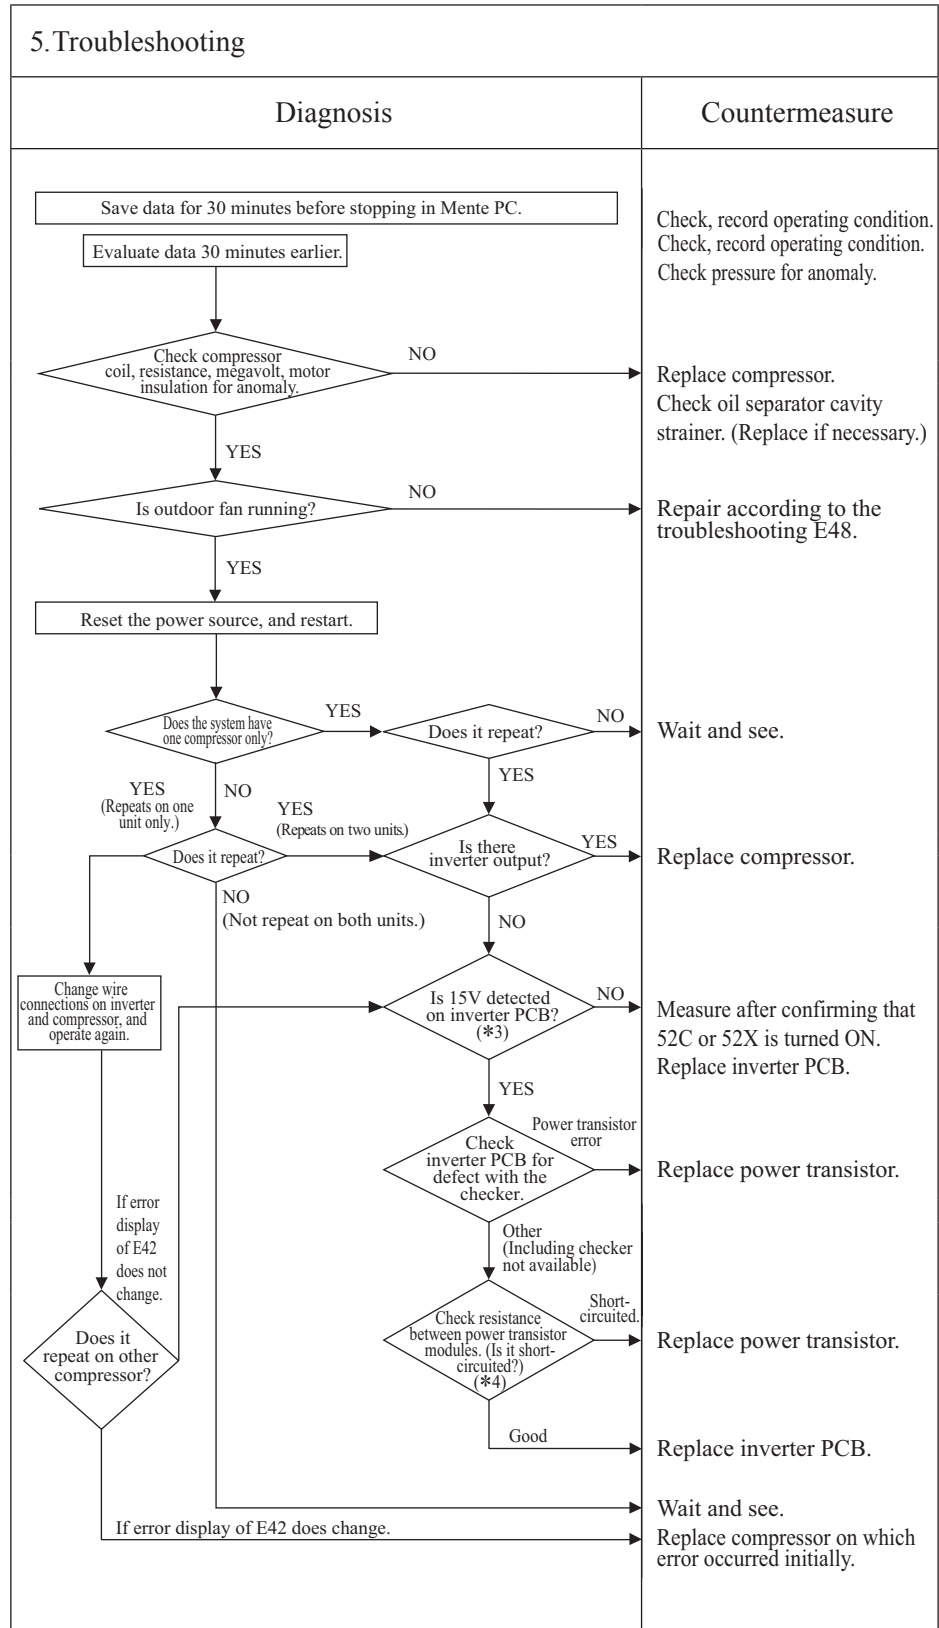 5.Troubleshooting
Diagnosis
Countermeasure
Save data for 30 minutes before stopping in Mente PC.
Check, record operating condition.
Evaluate data 30 minutes earlier.
Check, record operating condition.
Check pressure for anomaly.
Check compressor
coil, resistance, megavolt, motor
insulation for anomaly.
NO
Replace compressor.
Check oil separator cavity
strainer. (Replace if necessary.)
YES
Is outdoor fan running?
NO
Repair according to the
troubleshooting E48.
YES
Reset the power source, and restart.
Does the system have
one compressor only?
YES
Does it repeat?
NO
Wait and see.
YES
NO
YES
(Repeats on one
unit only.)
YES
(Repeats on two units.)
Does it repeat?
Is there
inverter output?
YES
Replace compressor.
NO
(Not repeat on both units.)
NO
Change wire
connections on inverter
and compressor, and
operate again.
Is 15V detected
on inverter PCB?
(*3)
NO
Measure after confirming that
52C or 52X is turned ON.
Replace inverter PCB.
YES
Check
inverter PCB for
defect with the
checker.
Power transistor
error
Replace power transistor.
If error
display
of E42
does not
change.
Other
(Including checker
not available)
Does it
repeat on other
compressor?
Check resistance
between power transistor
modules. (Is it short-
circuited?)
(*4)
Short-
circuited.
Replace power transistor.
Good
Replace inverter PCB.
Wait and see.
If error display of E42 does change.
Replace compressor on which
error occurred initially.